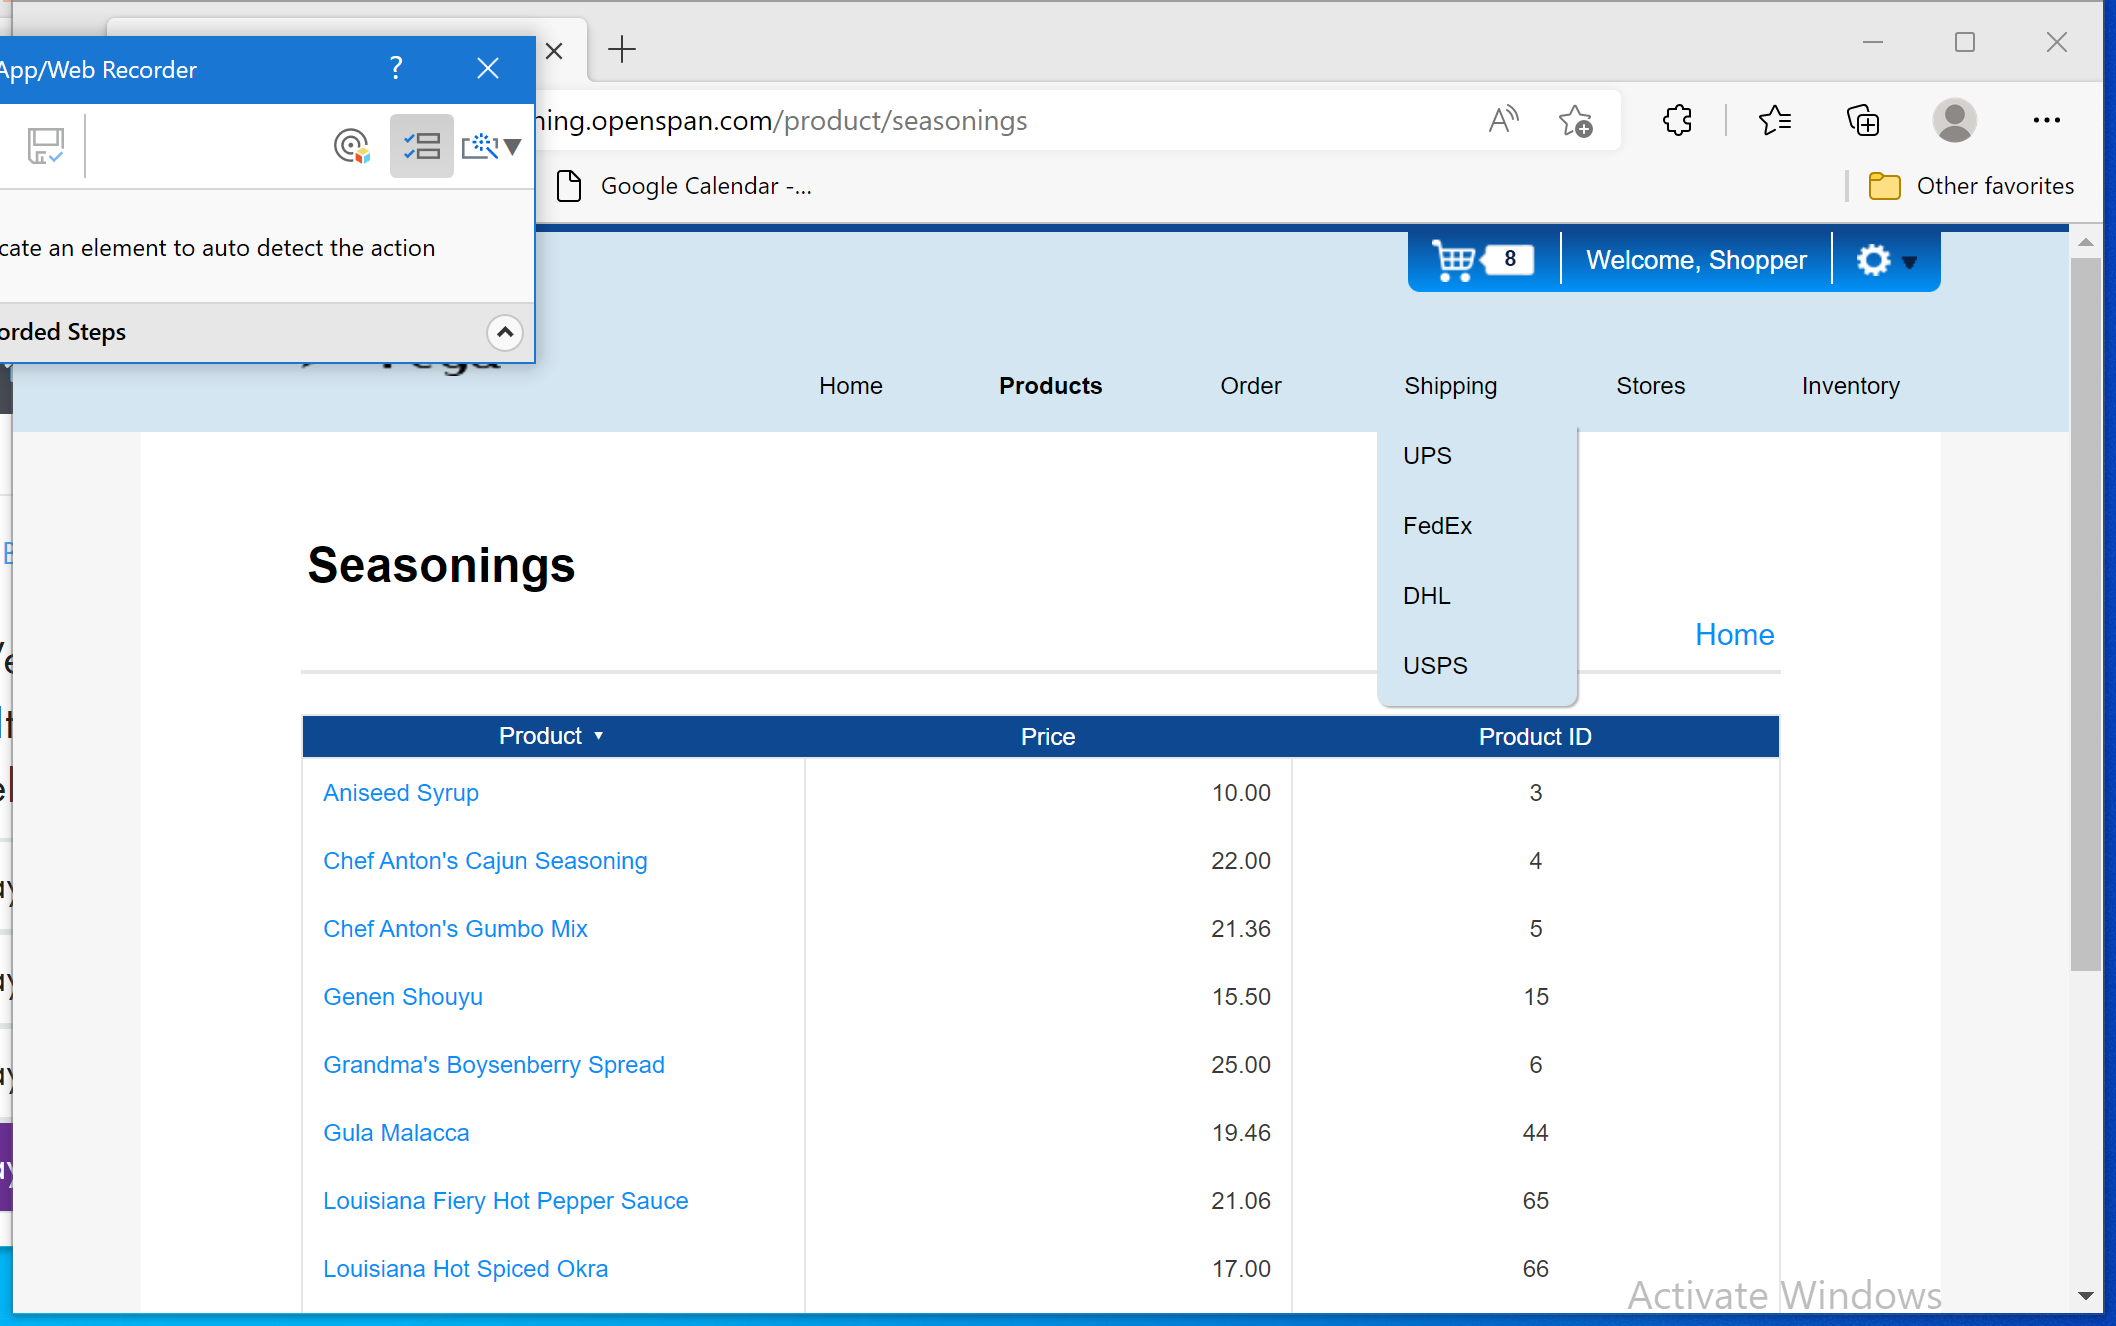 App/Web Recorder ?
ning.openspan.com/product/seasonings
Google Calendar -...
Other favorites
cate an element to auto detect the action
8
Welcome, Shopper
orded Steps
Home
Products
Order
Shipping
Stores
Inventory
UPS
FedEx
DHL
USPS
Seasonings
Home
Product Price Product ID
Aniseed Syrup 10.00 3
Chef Anton's Cajun Seasoning 22.00 4
Chef Anton's Gumbo Mix 21.36 5
Genen Shouyu 15.50 15
Grandma's Boysenberry Spread 25.00 6
Gula Malacca 19.46 44
Louisiana Fiery Hot Pepper Sauce 21.06 65
Louisiana Hot Spiced Okra 17.00 66
Activate Windows